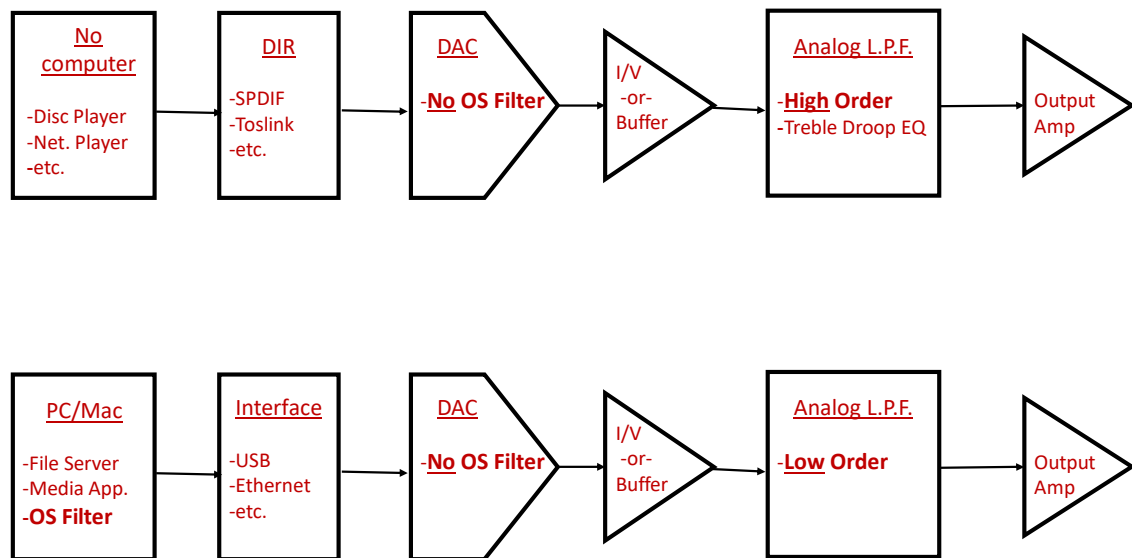 No
computer
-Disc Player
-Net. Player
-etc.
DIR
-SPDIF
-Toslink
-etc.
DAC
-No OS Filter
I/V
-or-
Buffer
Analog L.P.F.
-High Order
-Treble Droop EQ
Output
Amp
PC/Mac
-File Server
-Media App.
-OS Filter
Interface
-USB
-Ethernet
-etc.
DAC
-No OS Filter
I/V
-or-
Buffer
Analog L.P.F.
-Low Order
Output
Amp